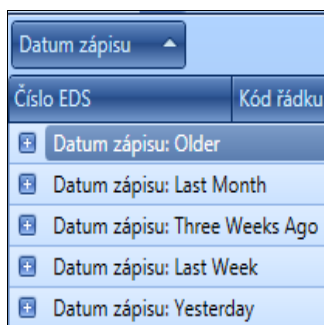 Datum zápisu
Číslo EDS Kód řádku
Datum zápisu: Older
Datum zápisu: Last Month
Datum zápisu: Three Weeks Ago
Datum zápisu: Last Week
Datum zápisu: Yesterday